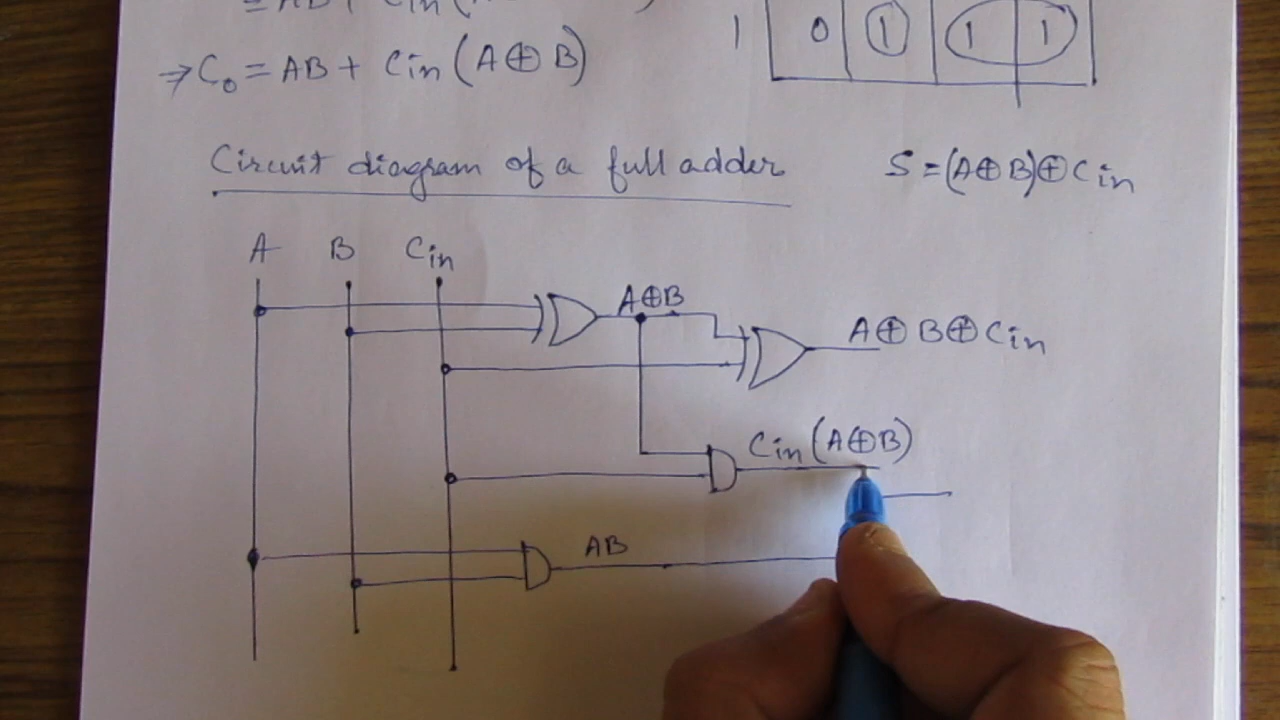 ⇒ C₀ = AB + Cin (A⊕B)
1 0 1 1 1
Circuit diagram of a full adder
S = (A⊕B)⊕Cin
A B Cin
A⊕B
A⊕B⊕Cin
Cin (A⊕B)
AB